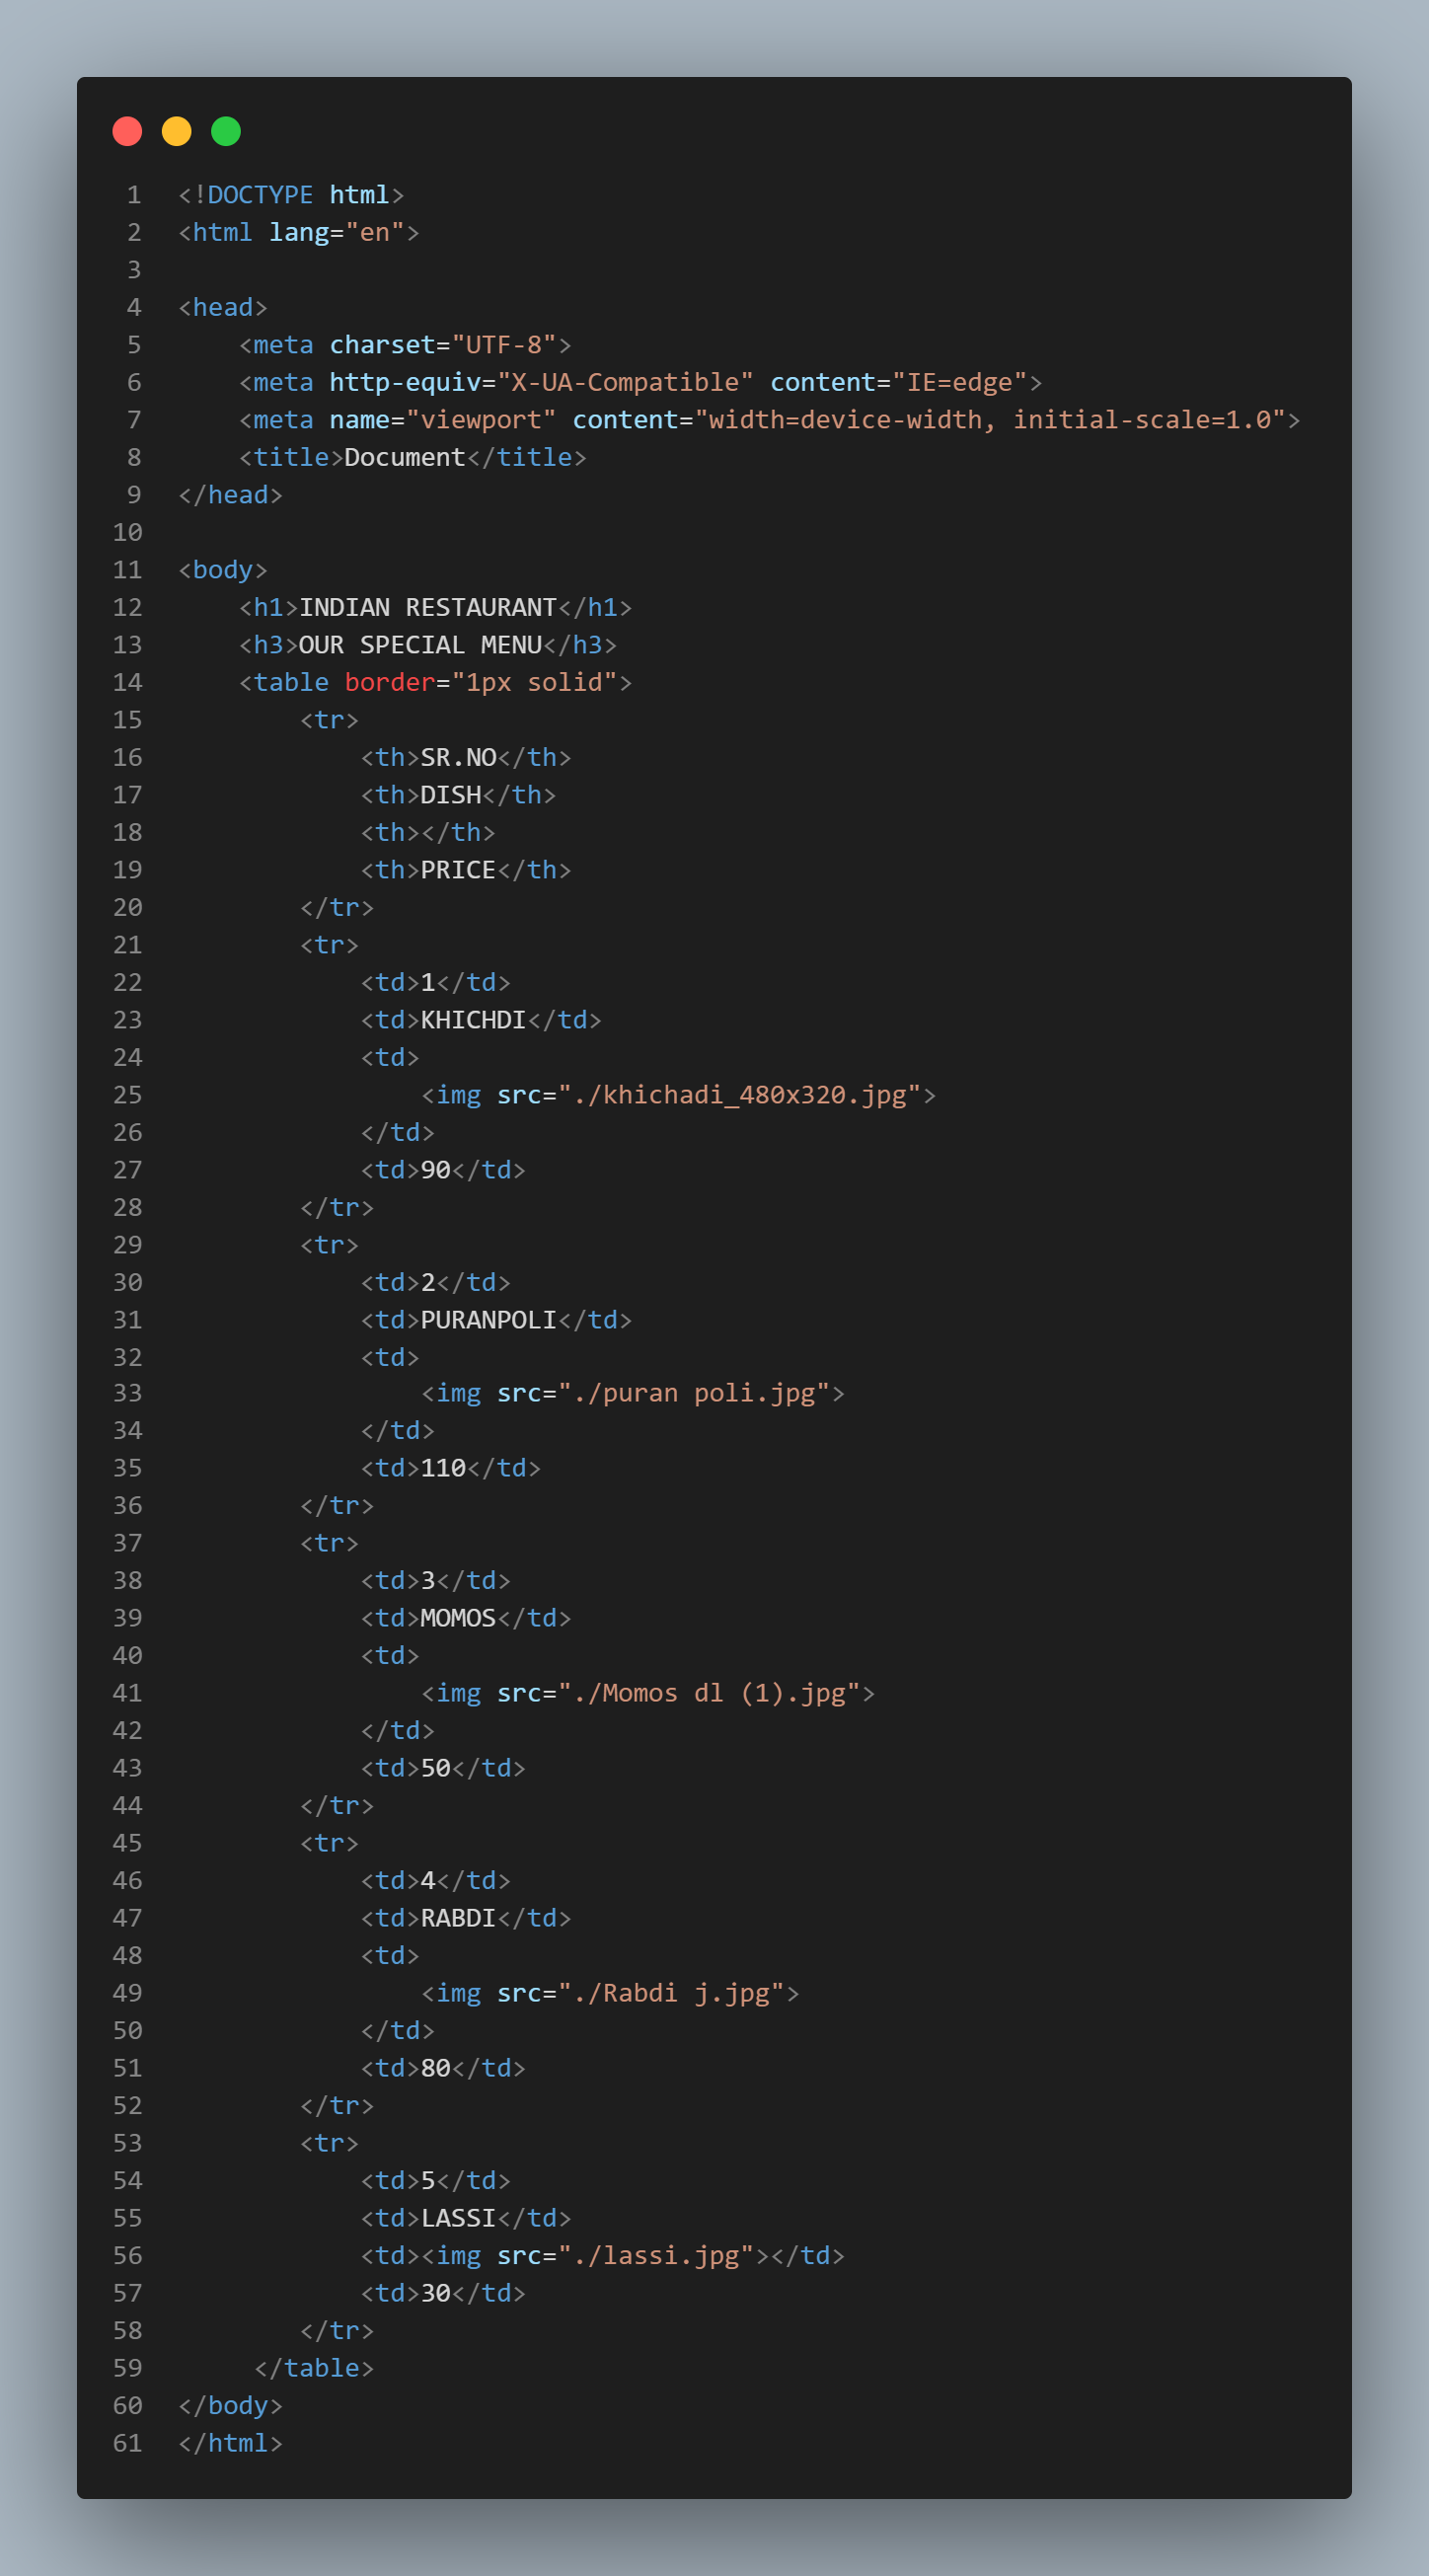 1 <!DOCTYPE html>
2 <html lang="en">
3
4 <head>
5     <meta charset="UTF-8">
6     <meta http-equiv="X-UA-Compatible" content="IE=edge">
7     <meta name="viewport" content="width=device-width, initial-scale=1.0">
8     <title>Document</title>
9 </head>
10
11 <body>
12     <h1>INDIAN RESTAURANT</h1>
13     <h3>OUR SPECIAL MENU</h3>
14     <table border="1px solid">
15         <tr>
16             <th>SR.NO</th>
17             <th>DISH</th>
18             <th></th>
19             <th>PRICE</th>
20         </tr>
21         <tr>
22             <td>1</td>
23             <td>KHICHDI</td>
24             <td>
25                 <img src="./khichadi_480x320.jpg">
26             </td>
27             <td>90</td>
28         </tr>
29         <tr>
30             <td>2</td>
31             <td>PURANPOLI</td>
32             <td>
33                 <img src="./puran poli.jpg">
34             </td>
35             <td>110</td>
36         </tr>
37         <tr>
38             <td>3</td>
39             <td>MOMOS</td>
40             <td>
41                 <img src="./Momos dl (1).jpg">
42             </td>
43             <td>50</td>
44         </tr>
45         <tr>
46             <td>4</td>
47             <td>RABDI</td>
48             <td>
49                 <img src="./Rabdi j.jpg">
50             </td>
51             <td>80</td>
52         </tr>
53         <tr>
54             <td>5</td>
55             <td>LASSI</td>
56             <td><img src="./lassi.jpg"></td>
57             <td>30</td>
58         </tr>
59      </table>
60 </body>
61 </html>